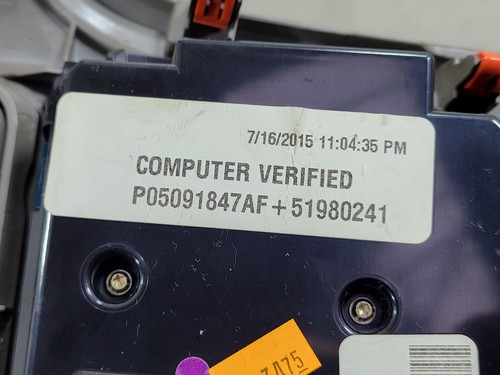 7/16/2015 11:04:35 PM
COMPUTER VERIFIED
P05091847AF+51980241